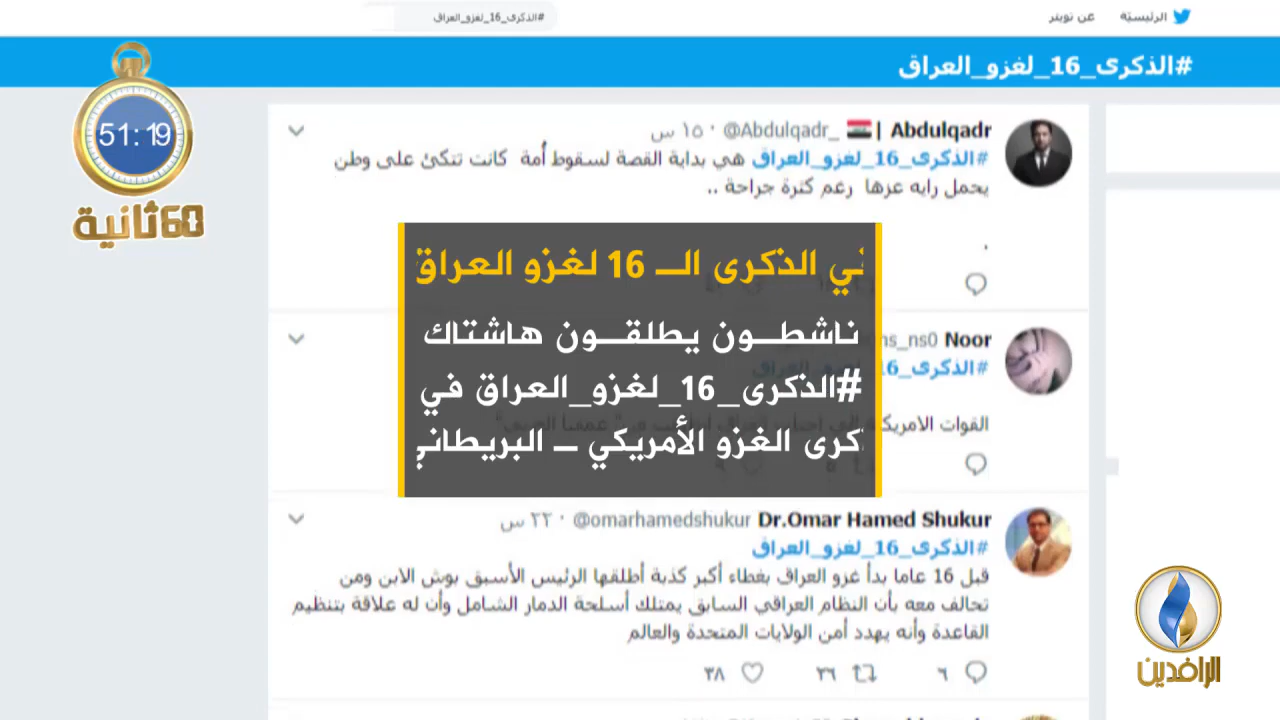 الرئيسيّة عن تويتر #الذكرى_16_لغزو_العراق
#الذكرى_16_لغزو_العراق
51:19
60ثانية
Abdulqadr | @Abdulqadr_ · ١٥ س
#الذكرى_16_لغزو_العراق هي بداية القصة لسقوط أمة كانت تتكئ على وطن
يحمل رايه عزها رغم كثرة جراحة ..
في الذكرى الـ 16 لغزو العراق
ناشطون يطلقون هاشتاك
#الذكرى_16_لغزو_العراق في
ذكرى الغزو الأمريكي – البريطاني
Noor
القوات الامريكية
Dr.Omar Hamed Shukur @omarhamedshukur · ٢٢ س
#الذكرى_16_لغزو_العراق
قبل 16 عاما بدأ غزو العراق بغطاء أكبر كذبة أطلقها الرئيس الأسبق بوش الابن ومن
تحالف معه بأن النظام العراقي السابق يمتلك أسلحة الدمار الشامل وأن له علاقة بتنظيم
القاعدة وأنه يهدد أمن الولايات المتحدة والعالم
٦ ٢٦ ٣٨
الرافدين